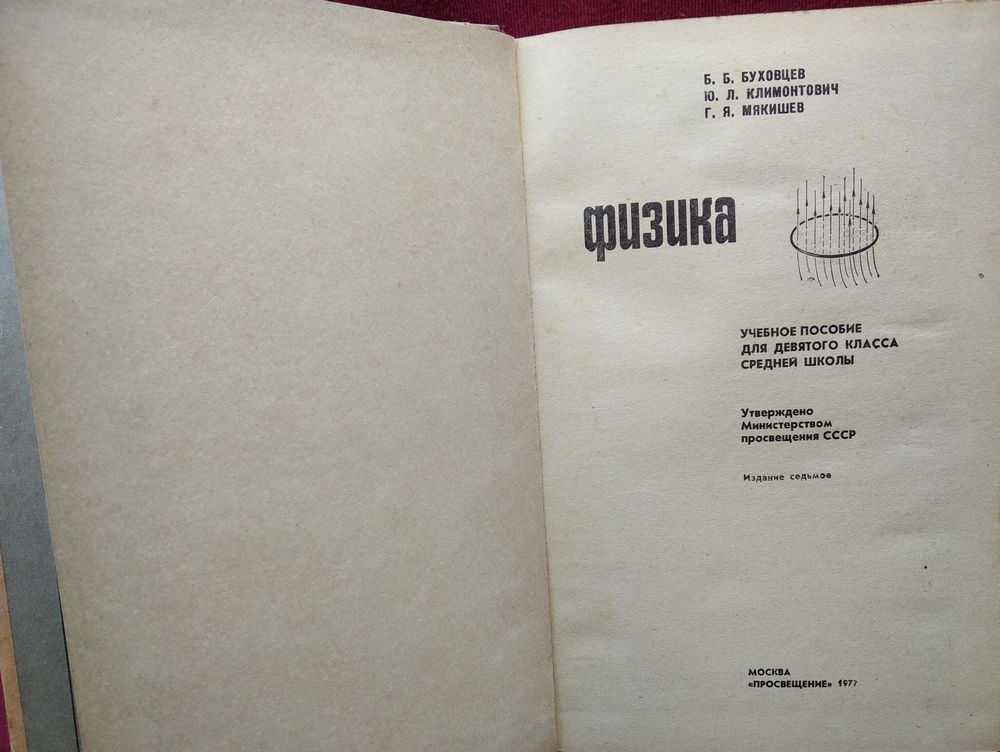 Б. Б. БУХОВЦЕВ
Ю. Л. КЛИМОНТОВИЧ
Г. Я. МЯКИШЕВ
физика
УЧЕБНОЕ ПОСОБИЕ
ДЛЯ ДЕВЯТОГО КЛАССА
СРЕДНЕЙ ШКОЛЫ
Утверждено
Министерством
просвещения СССР
Издание седьмое
МОСКВА
«ПРОСВЕЩЕНИЕ» 1977